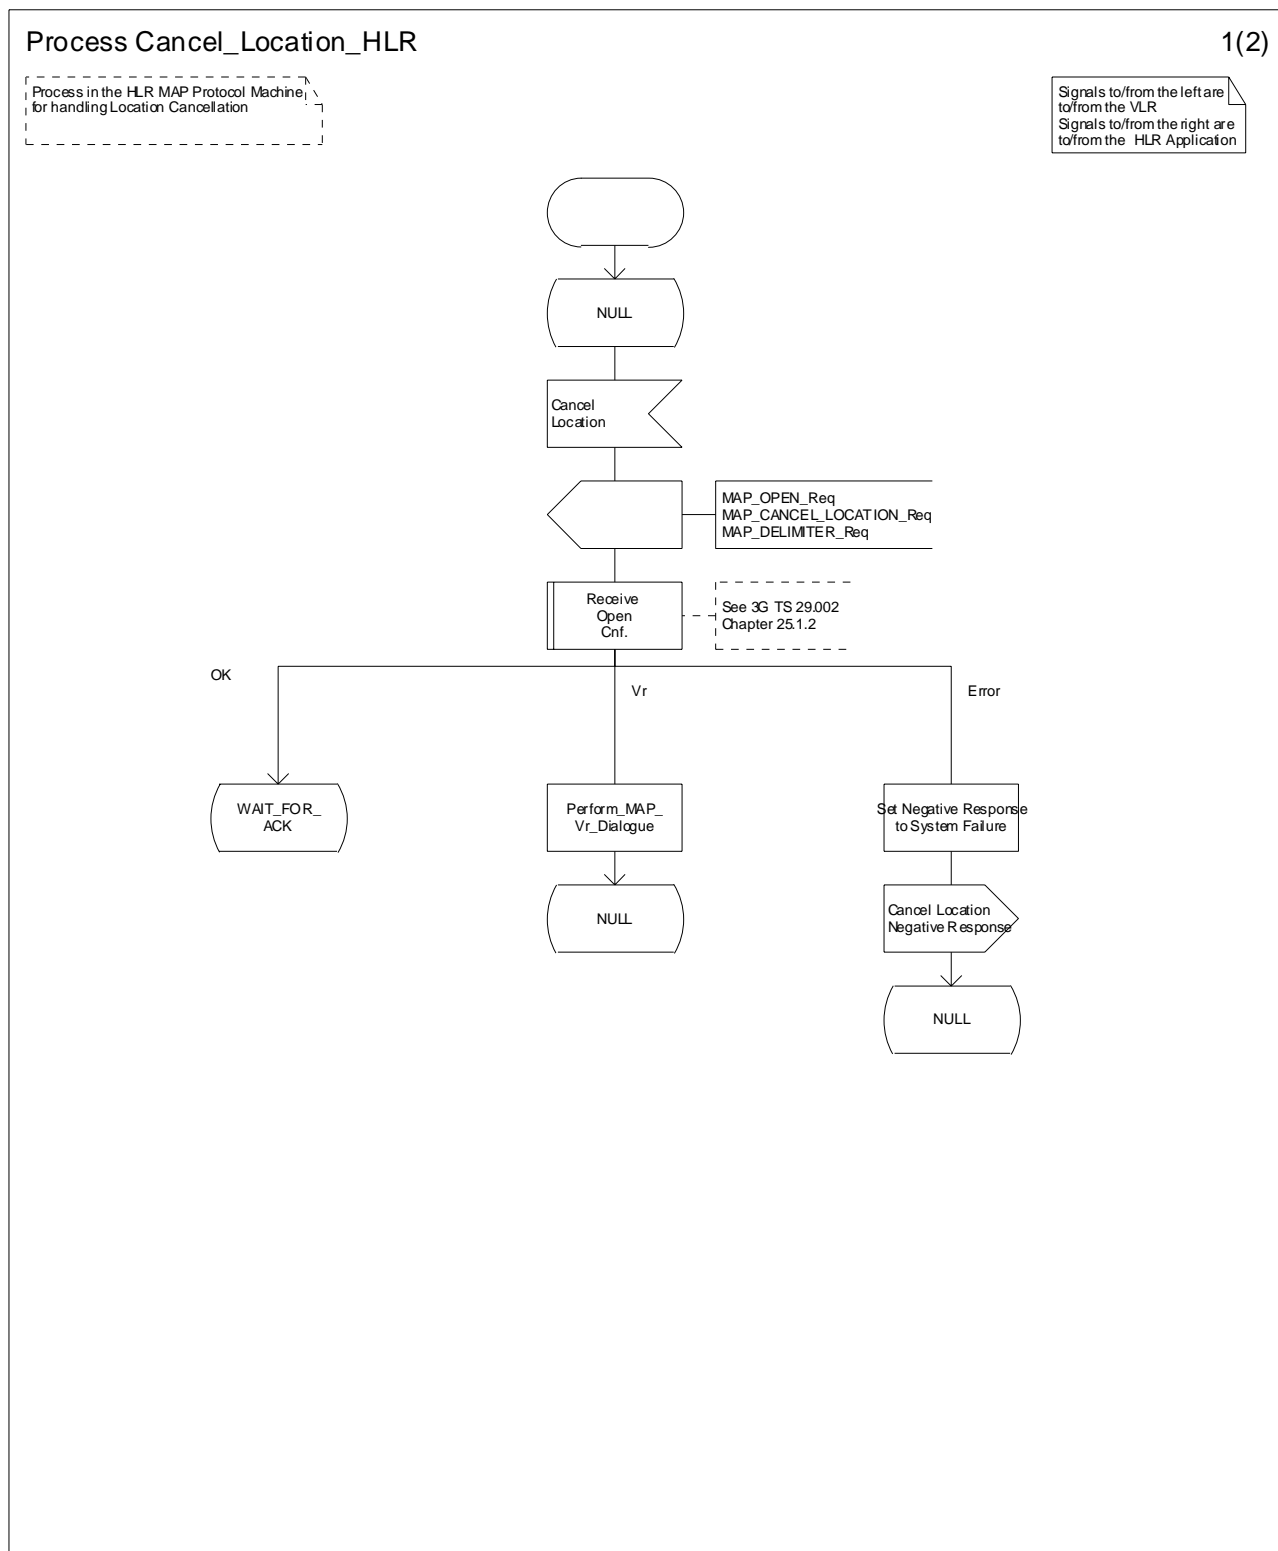 Process Cancel_Location_HLR
1(2)
Process in the HLR MAP Protocol Machine
for handling Location Cancellation
Signals to/from the left are
to/from the VLR
Signals to/from the right are
to/from the HLR Application
NULL
Cancel
Location
MAP_OPEN_Req
MAP_CANCEL_LOCATION_Req
MAP_DELIMITER_Req
Receive
Open
Cnf.
See 3G TS 29.002
Chapter 25.1.2
OK
Vr
Error
WAIT_FOR_
ACK
Perform_MAP_
Vr_Dialogue
Set Negative Response
to System Failure
NULL
Cancel Location
Negative Response
NULL